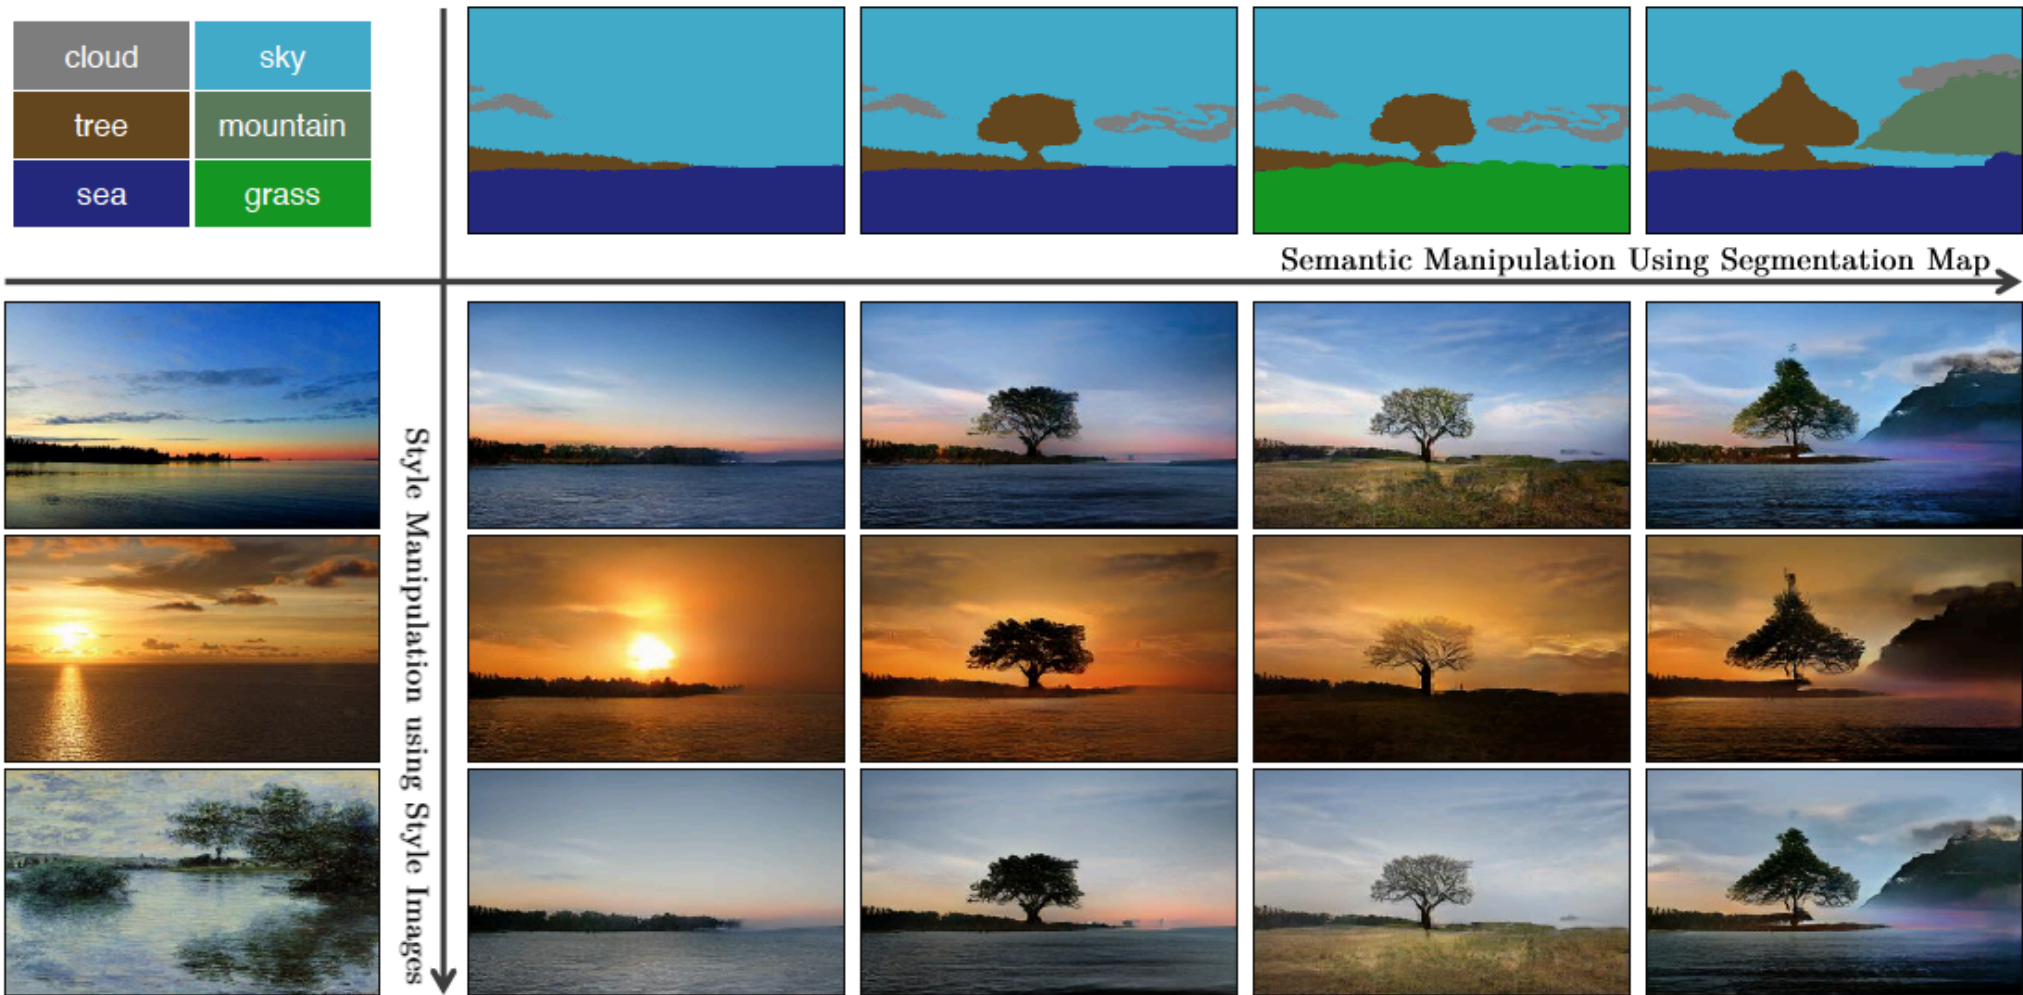 cloud
sky
tree
mountain
sea
grass
Semantic Manipulation Using Segmentation Map
Style Manipulation using Style Images